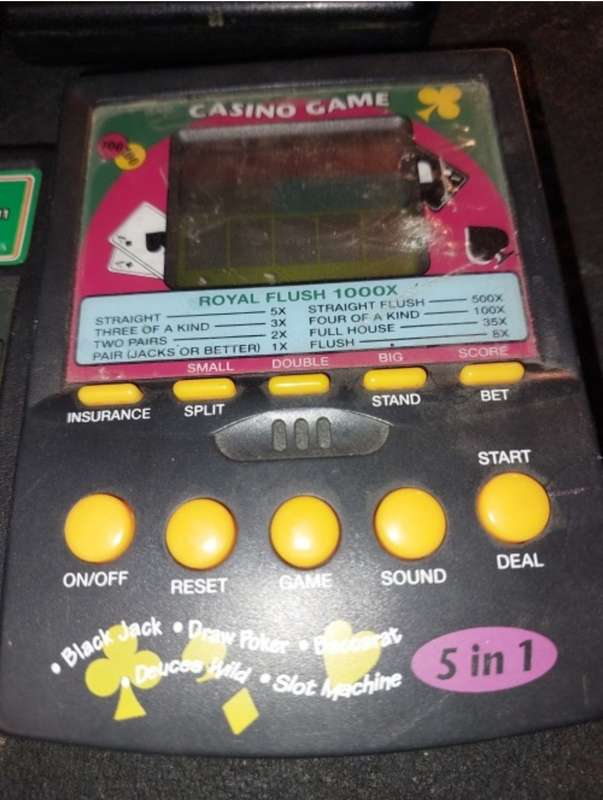 CASINO GAME
100
ROYAL FLUSH 1000X
STRAIGHT 5X STRAIGHT FLUSH 500X
THREE OF A KIND 3X FOUR OF A KIND 100X
TWO PAIRS 2X FULL HOUSE 35X
PAIR (JACKS OR BETTER) 1X FLUSH 8X
SMALL DOUBLE BIG SCORE
INSURANCE SPLIT STAND BET
START
ON/OFF RESET GAME SOUND DEAL
• Black Jack • Draw Poker • Baccarat
• Deuces Wild • Slot Machine
5 in 1